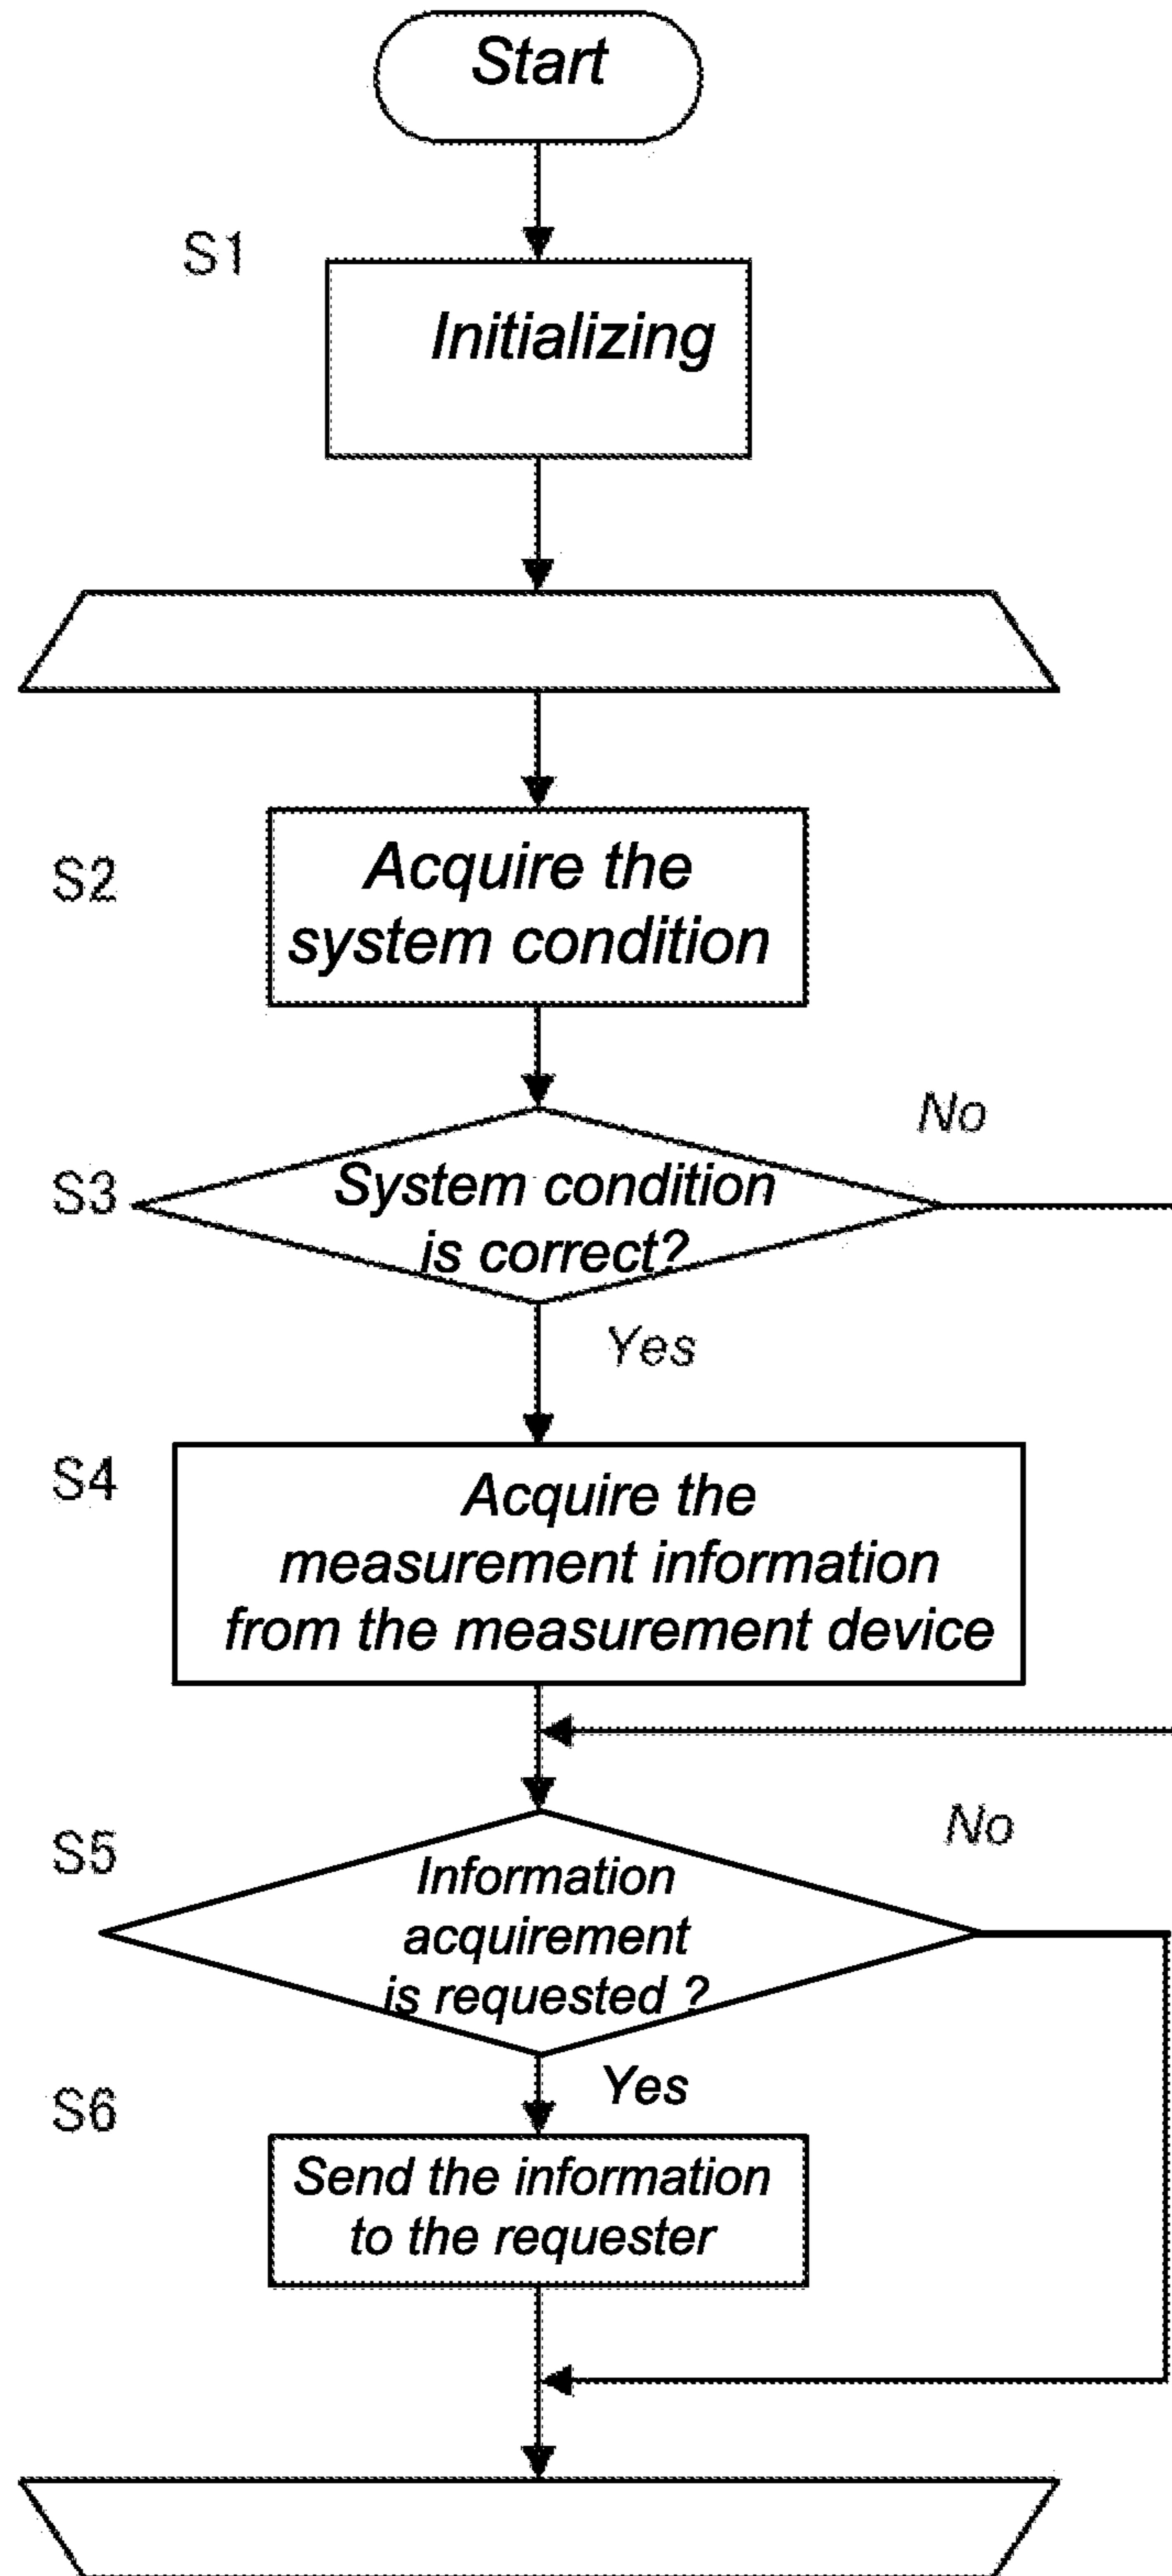 Start
S1
Initializing
S2
Acquire the
system condition
No
S3
System condition
is correct?
Yes
S4
Acquire the
measurement information
from the measurement device
No
S5
Information
acquirement
is requested ?
Yes
S6
Send the information
to the requester